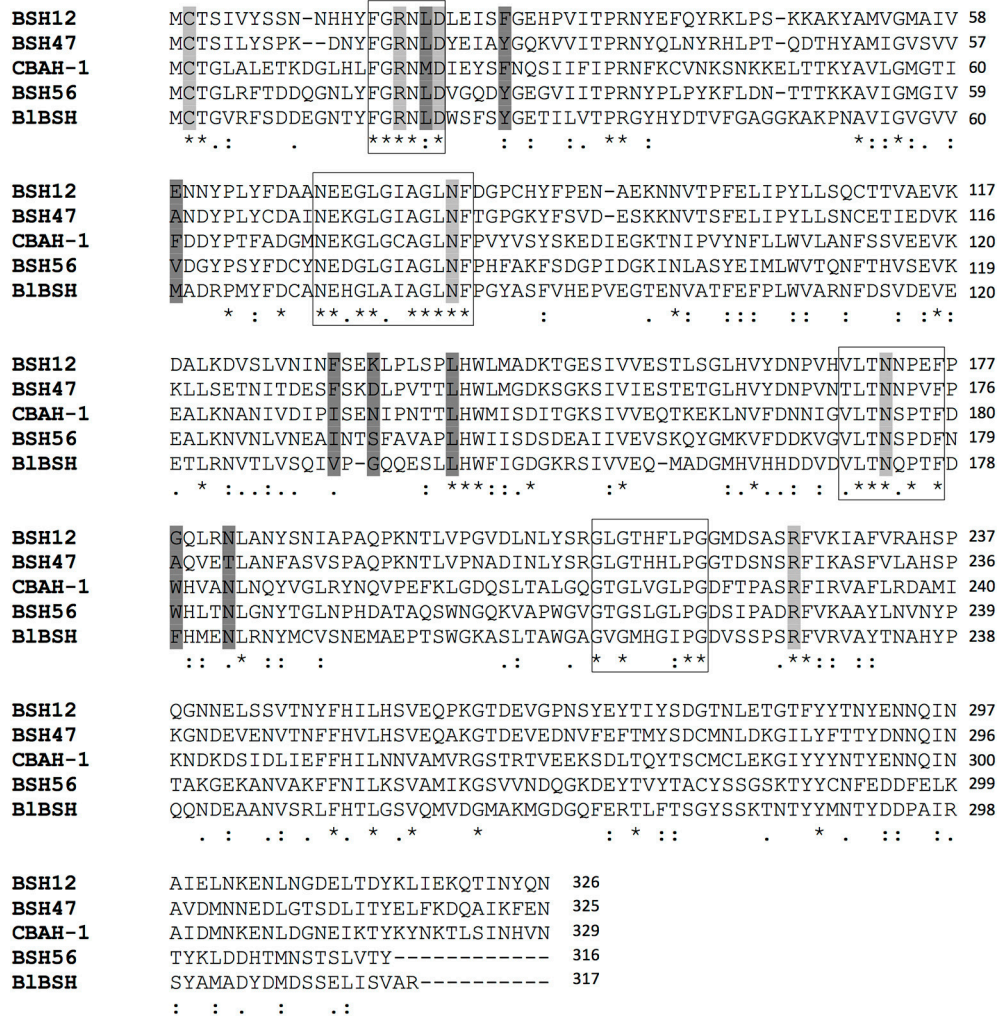 BSH12 MCTSIVYSSN-NHHYFGRNLDLEISFGEHPVITPRNYEFQYRKLPS-KKAKYAMVGMAIV 58
BSH47 MCTSILYSPK--DNYFGRNLDYEIAYGQKVVITPRNYQLNYRHLPT-QDTHYAMIGVSVV 57
CBAH-1 MCTGLALETKDGLHLFGRNMDIEYSFNQSIIFIPRNFKCVNKSNKKELTTKYAVLGMGTI 60
BSH56 MCTGLRFTDDQGNLYFGRNLDVGQDYGEGVIITPRNYPLPYKFLDN-TTTKKAVIGMGIV 59
BlBSH MCTGVRFSDDEGNTYFGRNLDWSFSYGETILVTPRGYHYDTVFGAGGKAKPNAVIGVGVV 60
**.: . ****:* : : ** : *::*:. :
BSH12 ENNYPLYFDAANEEGLGIAGLNFDGPCHYFPEN-AEKNNVTPFELIPYLLSQCTTVAEVK 117
BSH47 ANDYPLYCDAINEKGLGIAGLNFTGPGKYFSVD-ESKKNVTSFELIPYLLSNCETIEDVK 116
CBAH-1 FDDYPTFADGMNEKGLGCAGLNFPVYVSYSKEDIEGKTNIPVYNFLLWVLANFSSVEEVK 120
BSH56 VDGYPSYFDCYNEDGLGIAGLNFPHFAKFSDGPIDGKINLASYEIMLWVTQNFTHVSEVK 119
BlBSH MADRPMYFDCANEHGLAIAGLNFPGYASFVHEPVEGTENVATFEFPLWVARNFDSVDEVE 120
* : * **.**. ***** : . *: ::: :: : : :*:
BSH12 DALKDVSLVNINFSEKLPLSPLHWLMADKTGESIVVESTLSGLHVYDNPVHVLTNNPEFP 177
BSH47 KLLSETNITDESFSKDLPVTTLHWLMGDKSGKSIVIESTETGLHVYDNPVNTLTNNPVFP 176
CBAH-1 EALKNANIVDIPISENIPNTTLHWMISDITGKSIVVEQTKEKLNVFDNNIGVLTNSPTFD 180
BSH56 EALKNVNLVNEAINTSFAVAPLHWIISDSDEAIIVEVSKQYGMKVFDDKVGVLTNSPDFN 179
BlBSH ETLRNVTLVSQIVP-GQQESLLHWFIGDGKRSIVVEQ-MADGMHVHHDDVDVLTNQPTFD 178
. * :..:. . : ***::.* :* :.*..: : .***.* *
BSH12 GQLRNLANYSNIAPAQPKNTLVPGVDLNLYSRGLGTHFLPGGMDSASRFVKIAFVRAHSP 237
BSH47 AQVETLANFASVSPAQPKNTLVPNADINLYSRGLGTHHLPGGTDSNSRFIKASFVLAHSP 236
CBAH-1 WHVANLNQYVGLRYNQVPEFKLGDQSLTALGQGTGLVGLPGDFTPASRFIRVAFLRDAMI 240
BSH56 WHLTNLGNYTGLNPHDATAQSWNGQKVAPWGVGTGSLGLPGDSIPADRFVKAAYLNVNYP 239
BlBSH FHMENLRNYMCVSNEMAEPTSWGKASLTAWGAGVGMHGIPGDVSSPSRFVRVAYTNAHYP 238
:: .* :: : .: . * * :** **:: ::
BSH12 QGNNELSSVTNYFHILHSVEQPKGTDEVGPNSYEYTIYSDGTNLETGTFYYTNYENNQIN 297
BSH47 KGNDEVENVTNFFHVLHSVEQAKGTDEVEDNVFEFTMYSDCMNLDKGILYFTTYDNNQIN 296
CBAH-1 KNDKDSIDLIEFFHILNNVAMVRGSTRTVEEKSDLTQYTSCMCLEKGIYYYNTYENNQIN 300
BSH56 TAKGEKANVAKFFNILKSVAMIKGSVVNDQGKDEYTVYTACYSSGSKTYYCNFEDDFELK 299
BlBSH QQNDEAANVSRLFHTLGSVQMVDGMAKMGDGQFERTLFTSGYSSKTNTYYMNTYDDPAIR 298
. : .: *. * .* * : * :: . * . :: :.
BSH12 AIELNKENLNGDELTDYKLIEKQTINYQN 326
BSH47 AVDMNNEDLGTSDLITYELFKDQAIKFEN 325
CBAH-1 AIDMNKENLDGNEIKTYKYNKTLSINHVN 329
BSH56 TYKLDDHTMNSTSLVTY----------- 316
BlBSH SYAMADYDMDSSELISVAR---------- 317
: : : .: